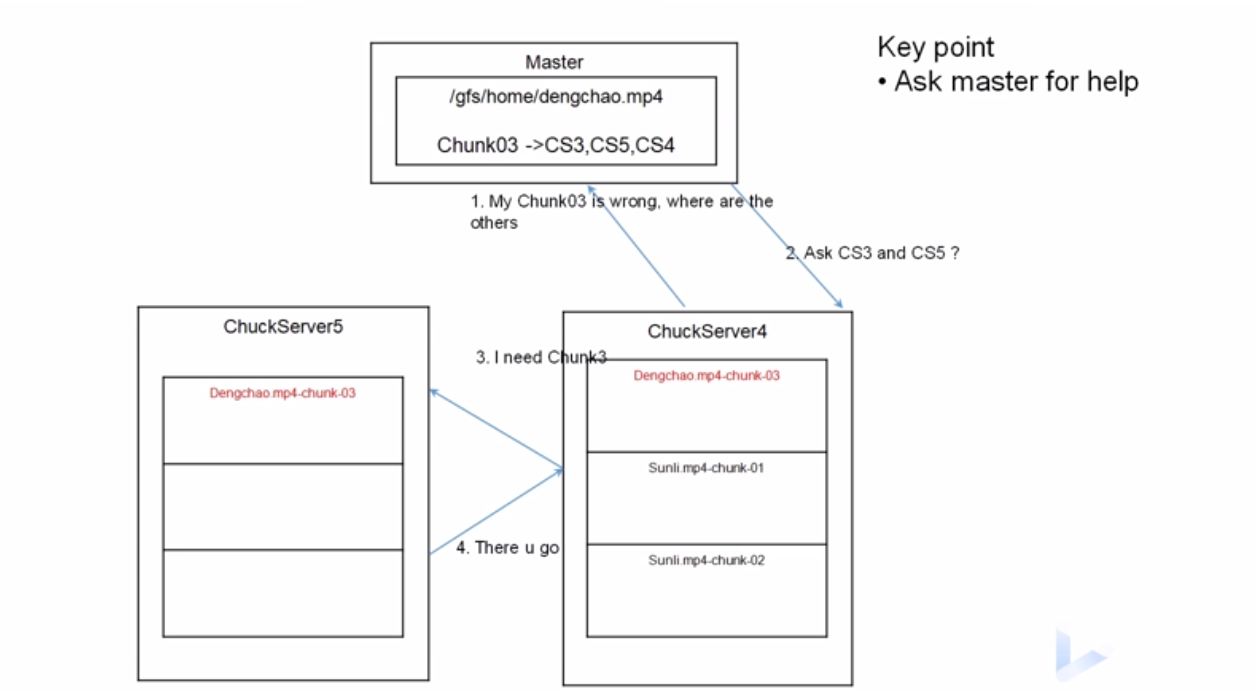 Key point
• Ask master for help
Master
/gfs/home/dengchao.mp4
Chunk03 ->CS3,CS5,CS4
1. My Chunk03 is wrong, where are the
others
2. Ask CS3 and CS5 ?
ChuckServer5
Dengchao.mp4-chunk-03
3. I need Chunk3
4. There u go
ChuckServer4
Dengchao.mp4-chunk-03
Sunli.mp4-chunk-01
Sunli.mp4-chunk-02